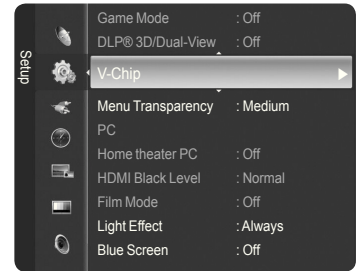 Setup
Game Mode : Off
DLP® 3D/Dual-View : Off
V-Chip
Menu Transparency : Medium
PC
Home theater PC : Off
HDMI Black Level : Normal
Film Mode : Off
Light Effect : Always
Blue Screen : Off